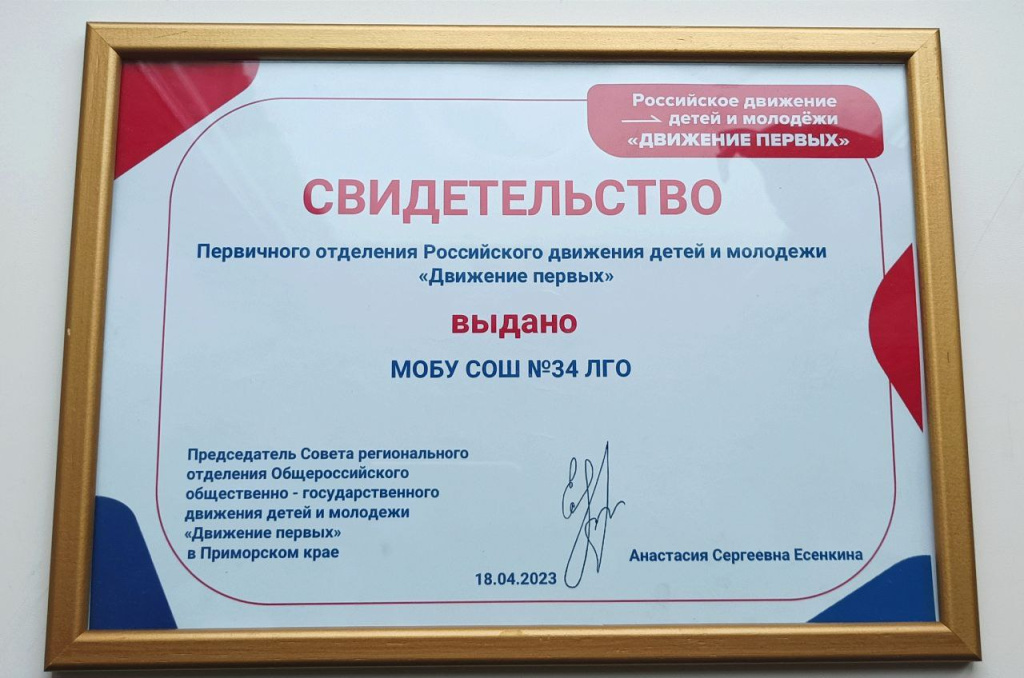 Российское движение
детей и молодёжи
«ДВИЖЕНИЕ ПЕРВЫХ»
СВИДЕТЕЛЬСТВО
Первичного отделения Российского движения детей и молодежи
«Движение первых»
выдано
МОБУ СОШ №34 ЛГО
Председатель Совета регионального
отделения Общероссийского
общественно - государственного
движения детей и молодежи
«Движение первых»
в Приморском крае
Анастасия Сергеевна Есенкина
18.04.2023